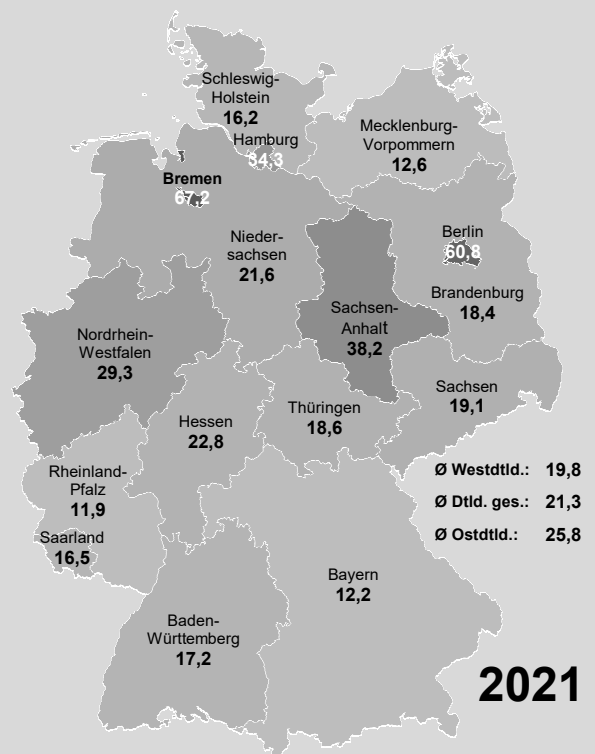 Schleswig-
Holstein
16,2
Hamburg
34,3
Mecklenburg-
Vorpommern
12,6
Bremen
67,2
Nieder-
sachsen
21,6
Berlin
60,8
Brandenburg
18,4
Sachsen-
Anhalt
38,2
Nordrhein-
Westfalen
29,3
Hessen
22,8
Thüringen
18,6
Sachsen
19,1
Rheinland-
Pfalz
11,9
Saarland
16,5
Ø Westdtld.: 19,8
Ø Dtld. ges.: 21,3
Ø Ostdtld.: 25,8
Bayern
12,2
Baden-
Württemberg
17,2
2021